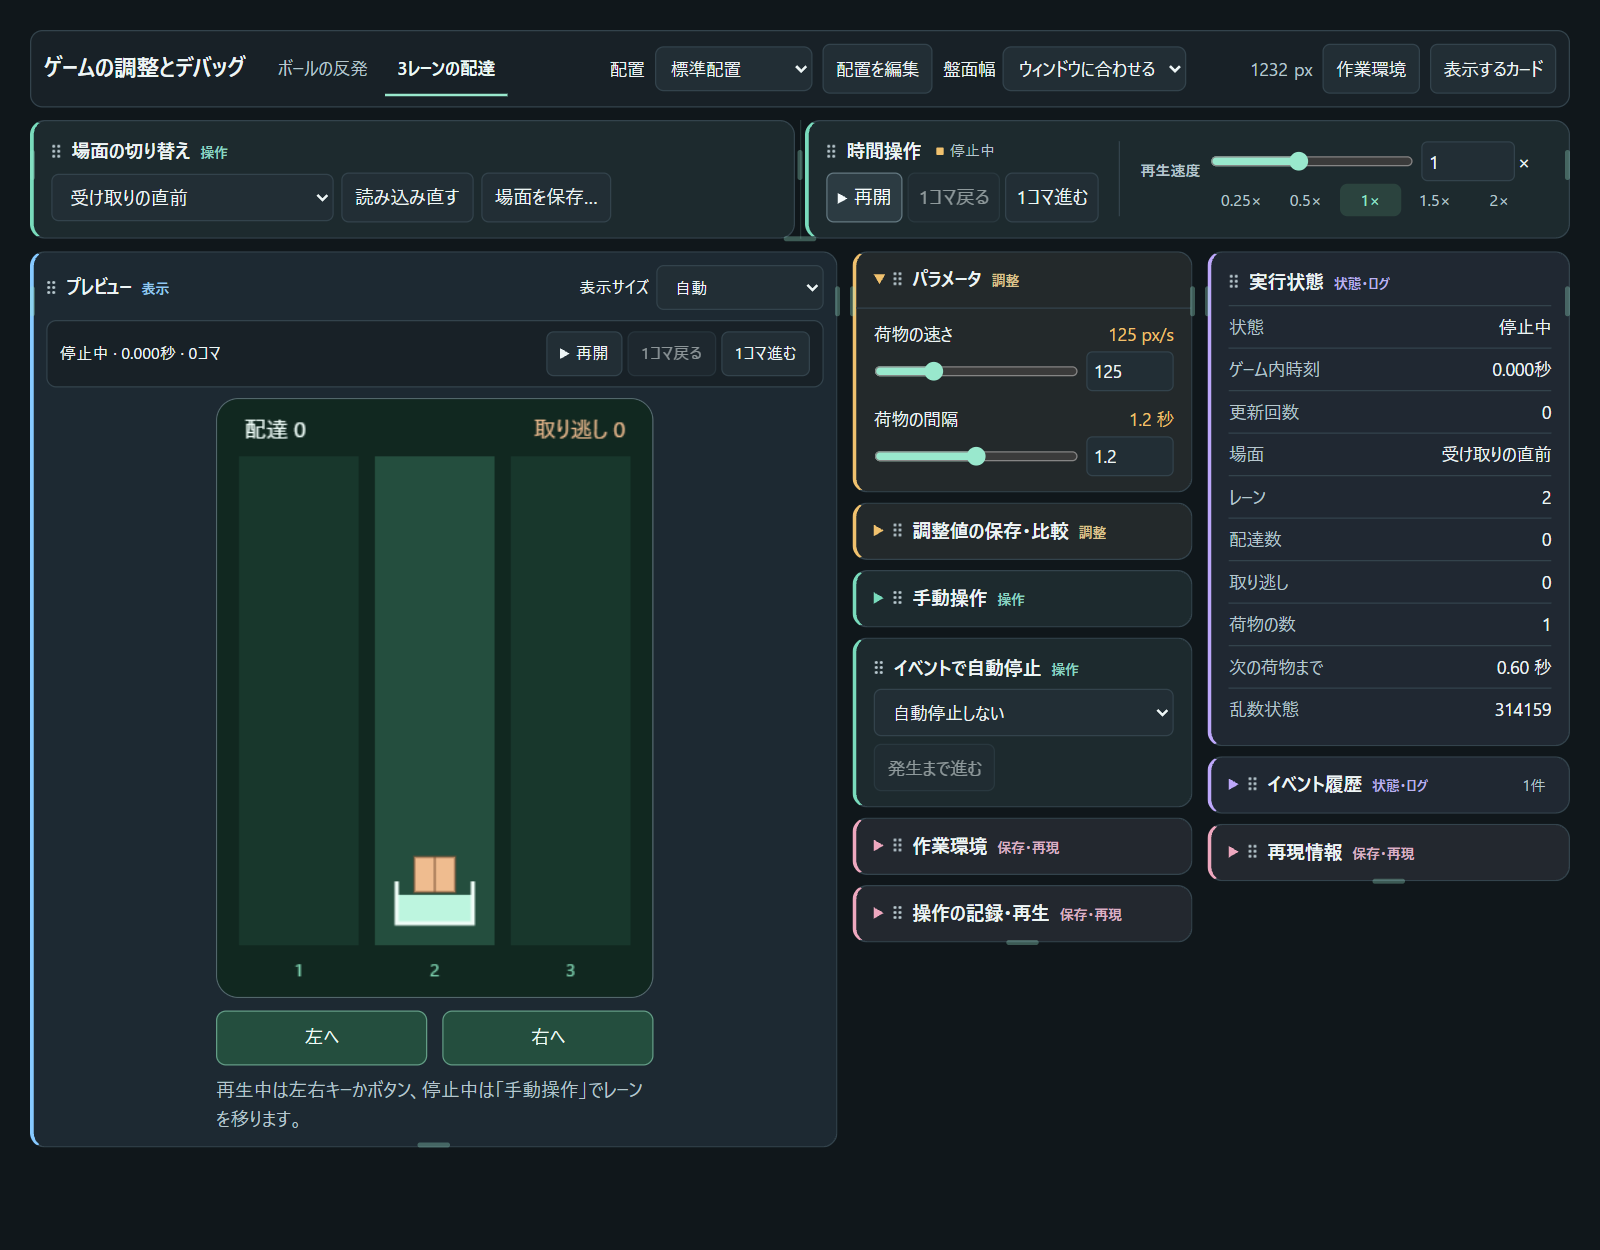 ゲームの調整とデバッグ ボールの反発 3レーンの配達 配置 標準配置 配置を編集 盤面幅 ウィンドウに合わせる 1232 px 作業環境 表示するカード
場面の切り替え 操作
受け取りの直前 読み込み直す 場面を保存...
時間操作 停止中
再開 1コマ戻る 1コマ進む
再生速度 1 ×
0.25× 0.5× 1× 1.5× 2×
プレビュー 表示 表示サイズ 自動
停止中・0.000秒・0コマ 再開 1コマ戻る 1コマ進む
配達 0 取り逃し 0
1 2 3
左へ 右へ
再生中は左右キーかボタン、停止中は「手動操作」でレーン
を移ります。
パラメータ 調整
荷物の速さ 125 px/s
125
荷物の間隔 1.2 秒
1.2
調整値の保存・比較 調整
手動操作 操作
イベントで自動停止 操作
自動停止しない
発生まで進む
作業環境 保存・再現
操作の記録・再生 保存・再現
実行状態 状態・ログ
状態 停止中
ゲーム内時刻 0.000秒
更新回数 0
場面 受け取りの直前
レーン 2
配達数 0
取り逃し 0
荷物の数 1
次の荷物まで 0.60 秒
乱数状態 314159
イベント履歴 状態・ログ 1件
再現情報 保存・再現